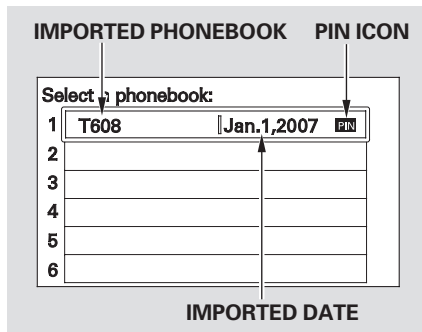 IMPORTED PHONEBOOK PIN ICON
Select a phonebook:
1 T608 Jan.1,2007 PIN
2
3
4
5
6
IMPORTED DATE